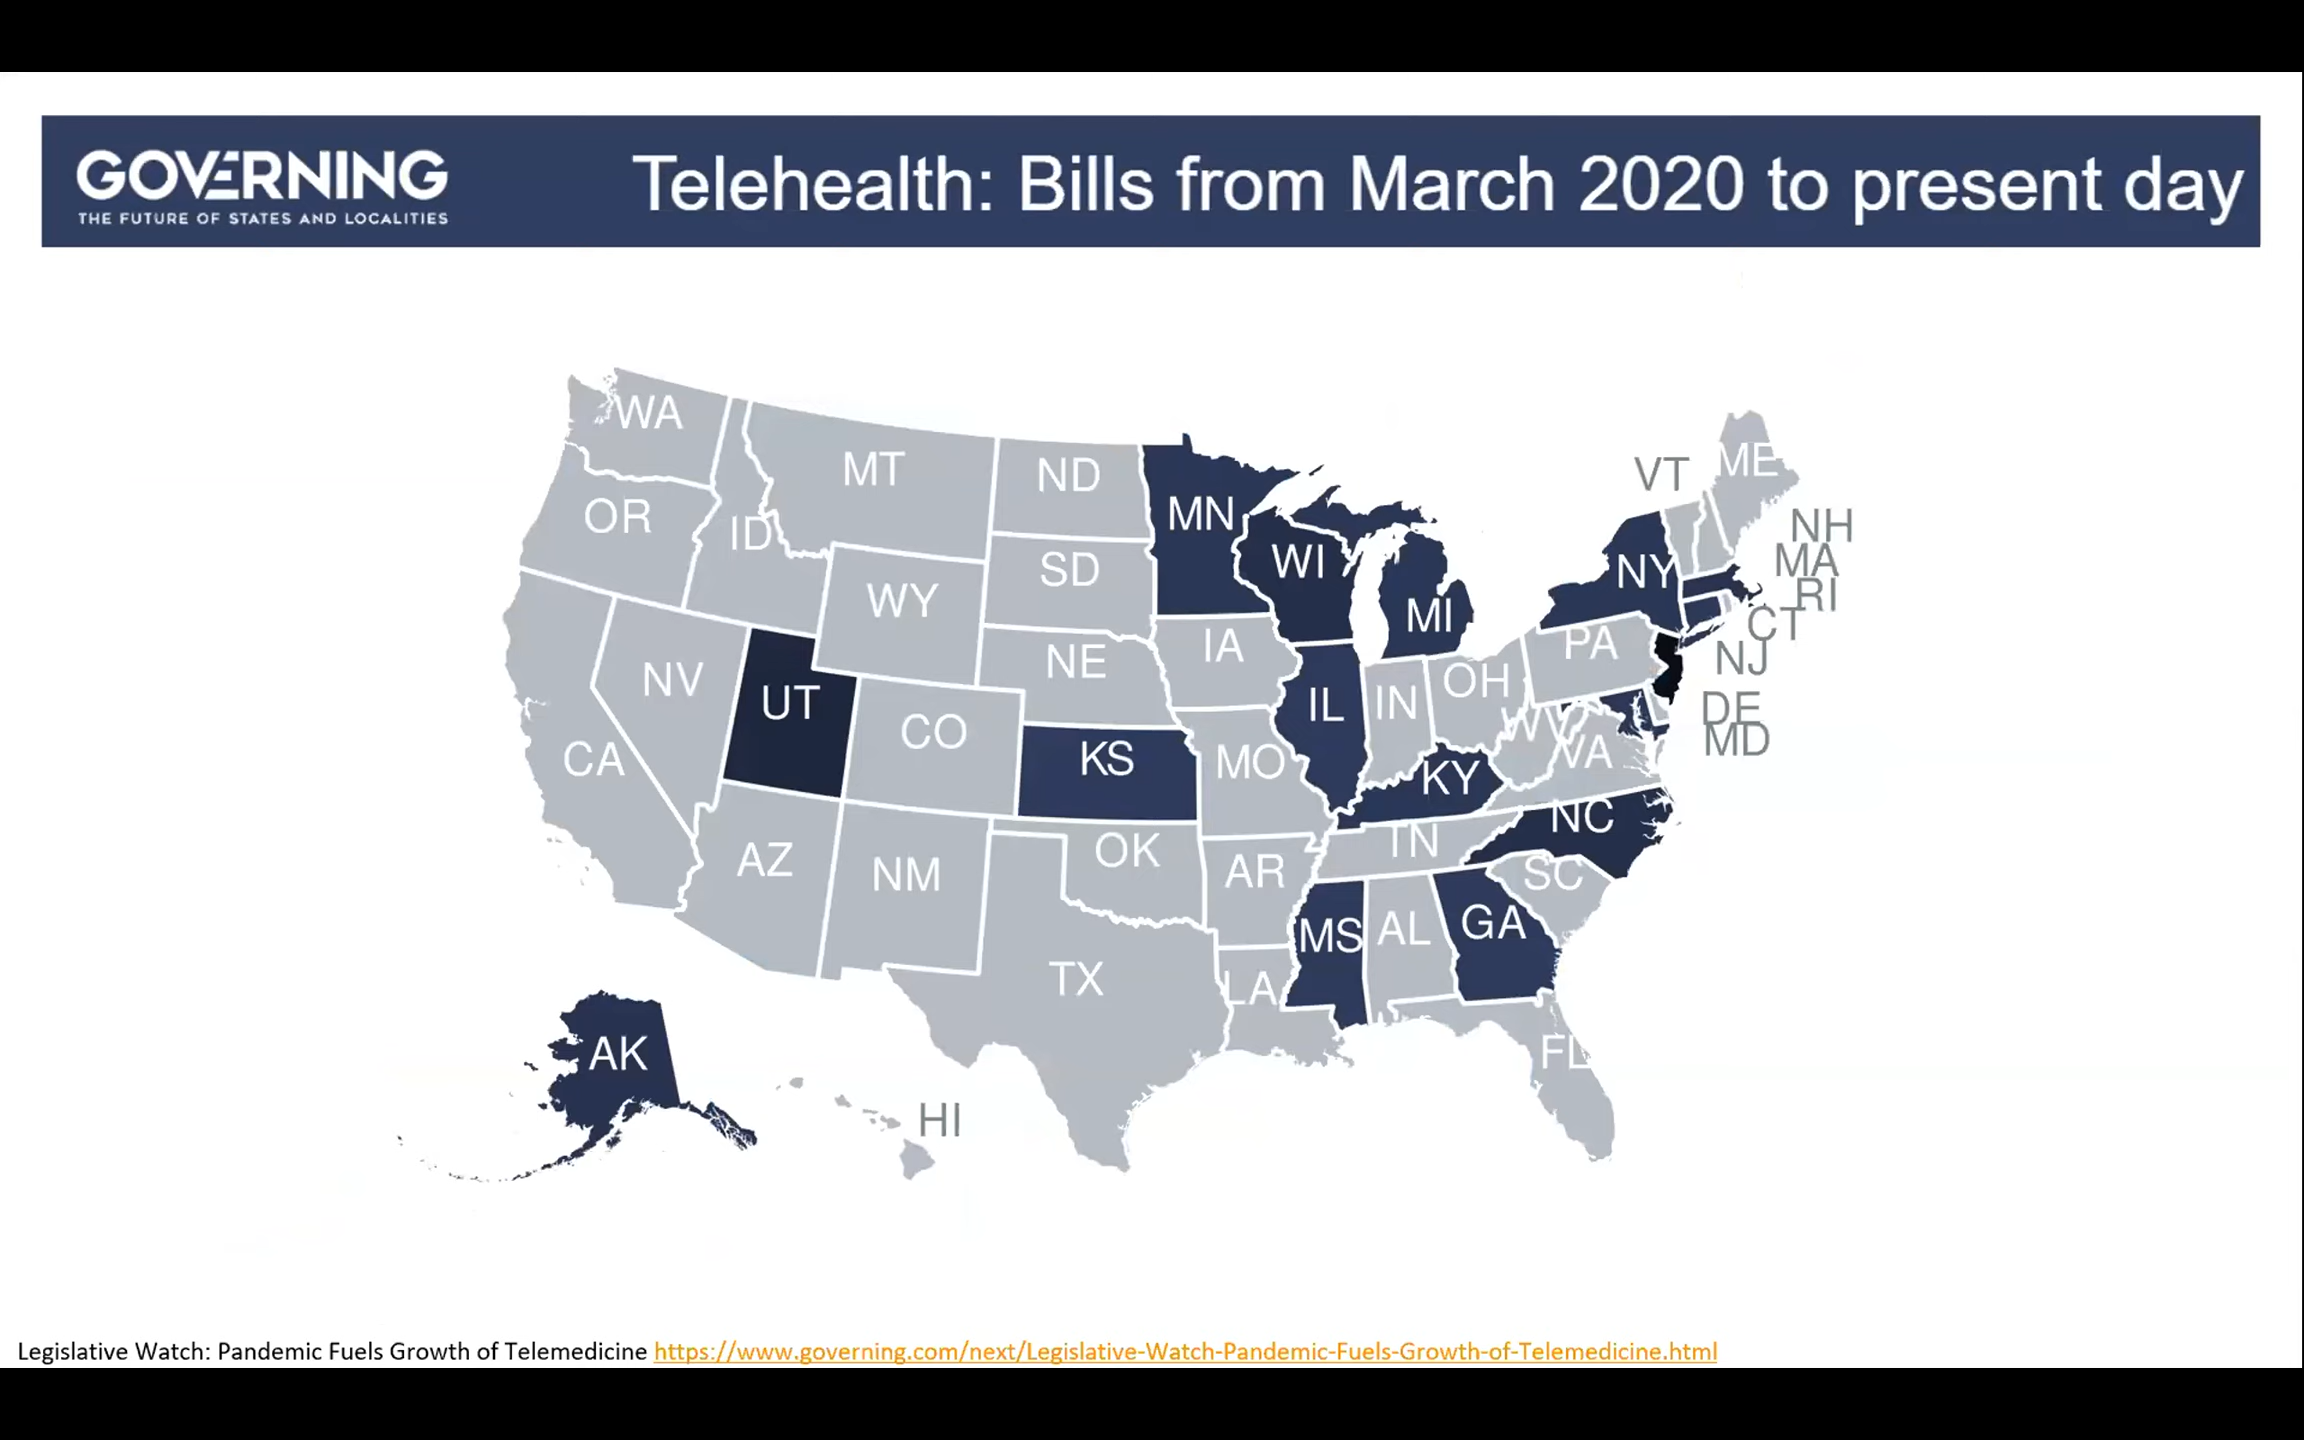 GOVERNING
THE FUTURE OF STATES AND LOCALITIES
Telehealth: Bills from March 2020 to present day
WA
MT
ND
MN
VT
ME
OR
ID
SD
WI
NY
NH
MA
RI
CT
WY
MI
NV
UT
NE
IA
PA
NJ
CO
IL
IN
OH
DE
MD
CA
KS
MO
WV
VA
KY
NC
AZ
NM
OK
AR
TN
SC
MS
AL
GA
TX
LA
AK
FL
HI
Legislative Watch: Pandemic Fuels Growth of Telemedicine https://www.governing.com/next/Legislative-Watch-Pandemic-Fuels-Growth-of-Telemedicine.html